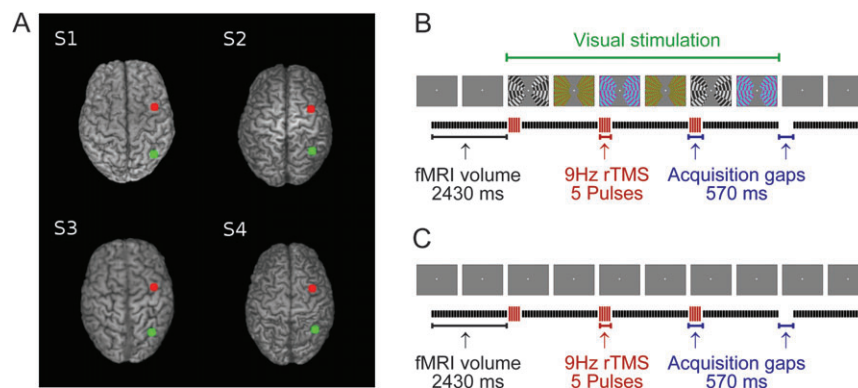 A
S1
S2
S3
S4
B
Visual stimulation
fMRI volume
2430 ms
9Hz rTMS
5 Pulses
Acquisition gaps
570 ms
C
fMRI volume
2430 ms
9Hz rTMS
5 Pulses
Acquisition gaps
570 ms